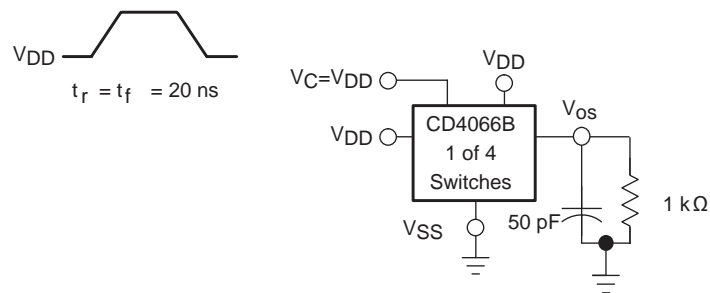 VDD
tr = tf = 20 ns
VC=VDD
VDD
VDD
CD4066B
1 of 4
Switches
Vos
VSS
50 pF
1 kΩ